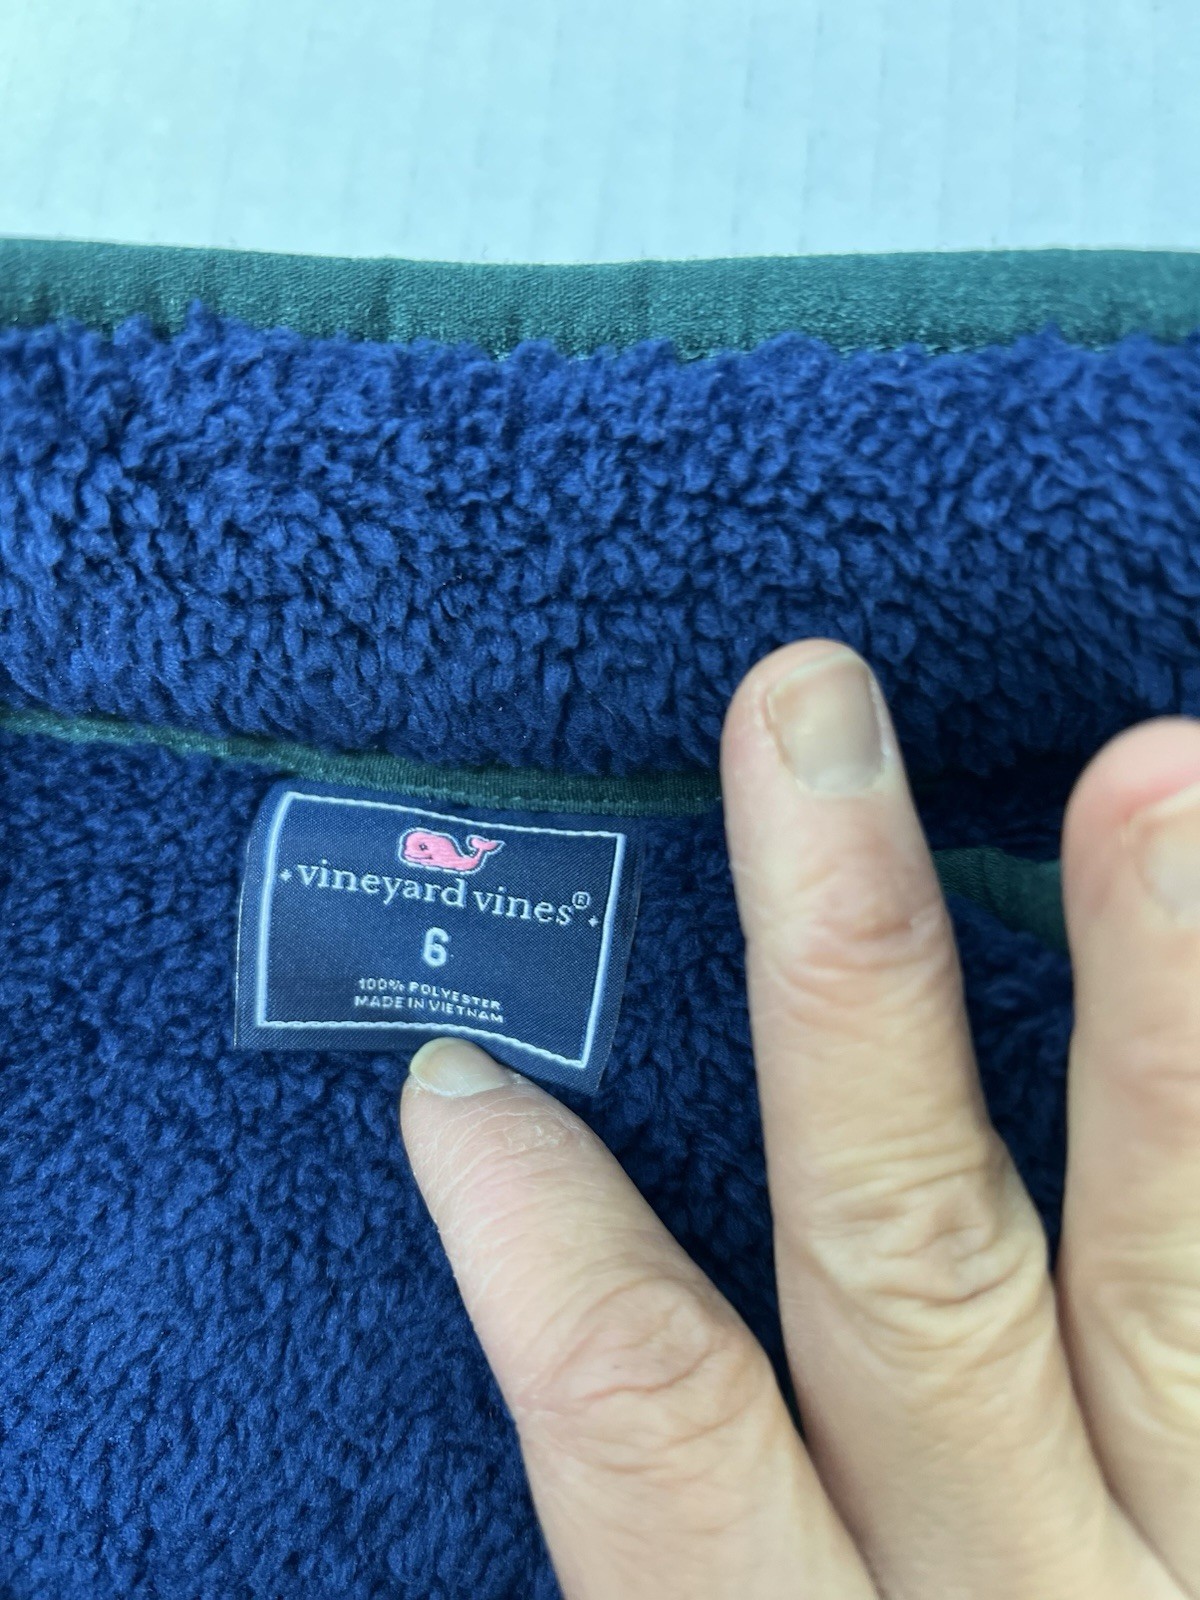 vineyard vines®
6
100% POLYESTER
MADE IN VIETNAM